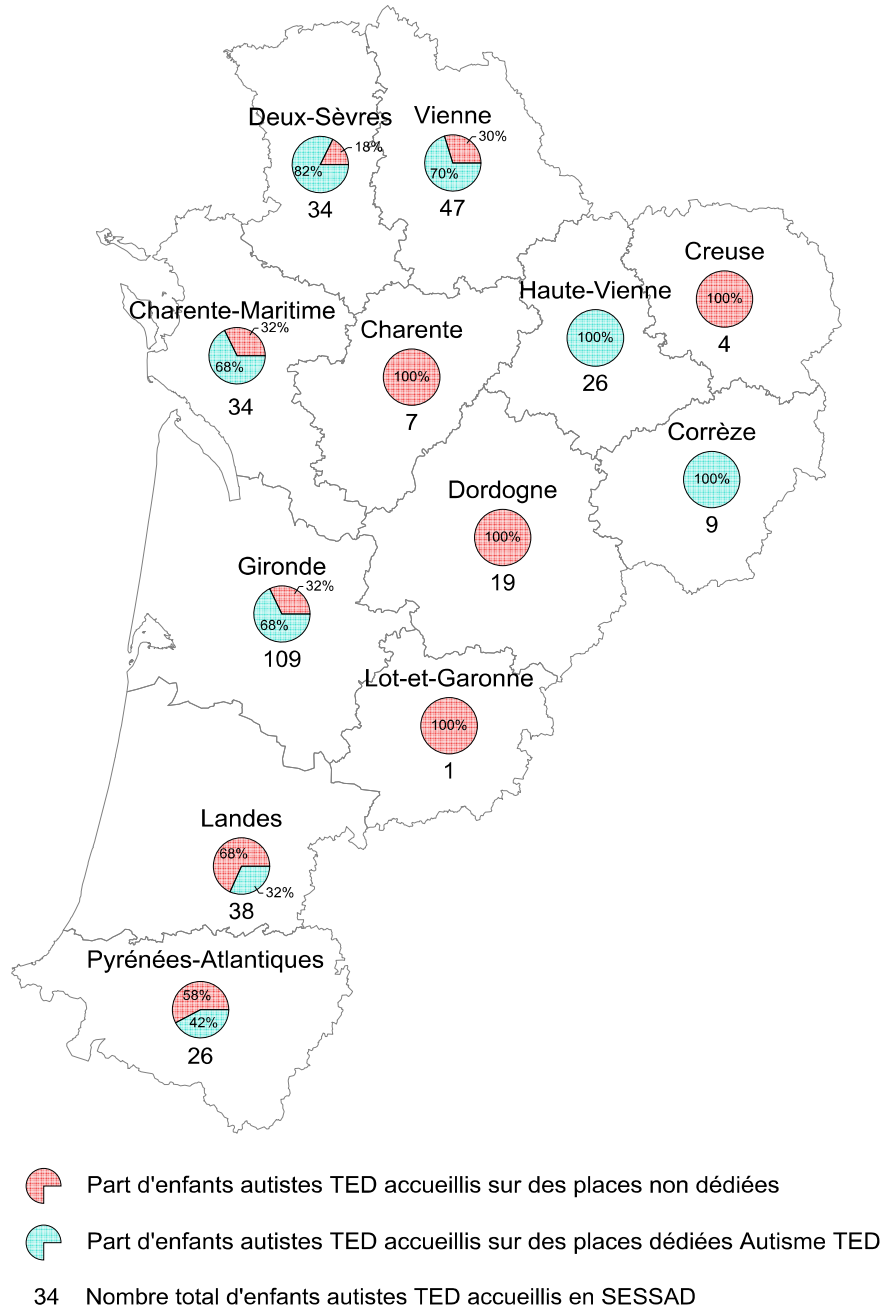 Deux-Sèvres
18%
82%
34
Vienne
30%
70%
47
Creuse
100%
4
Haute-Vienne
100%
26
Charente-Maritime
32%
68%
34
Charente
100%
7
Corrèze
100%
9
Dordogne
100%
19
Gironde
32%
68%
109
Lot-et-Garonne
100%
1
Landes
68%
32%
38
Pyrénées-Atlantiques
58%
42%
26
Part d'enfants autistes TED accueillis sur des places non dédiées
Part d'enfants autistes TED accueillis sur des places dédiées Autisme TED
34 Nombre total d'enfants autistes TED accueillis en SESSAD